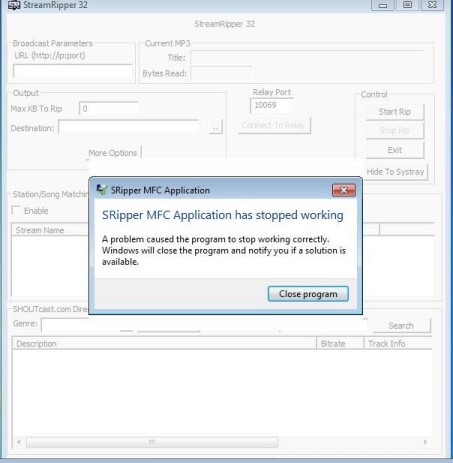 StreamRipper 32
StreamRipper 32
Broadcast Parameters
URL (http://ip:port)
Current MP3
Title:
Bytes Read:
Output
Max KB To Rip 0
Destination:
..
More Options
Relay Port
10069
Connect To Relay
Control
Start Rip
Stop Rip
Exit
Hide To Systray
Station/Song Matchin
Enable
Stream Name
SRipper MFC Application
SRipper MFC Application has stopped working
A problem caused the program to stop working correctly.
Windows will close the program and notify you if a solution is
available.
Close program
SHOUTcast.com Dire
Genre:
Search
Description Bitrate Track Info